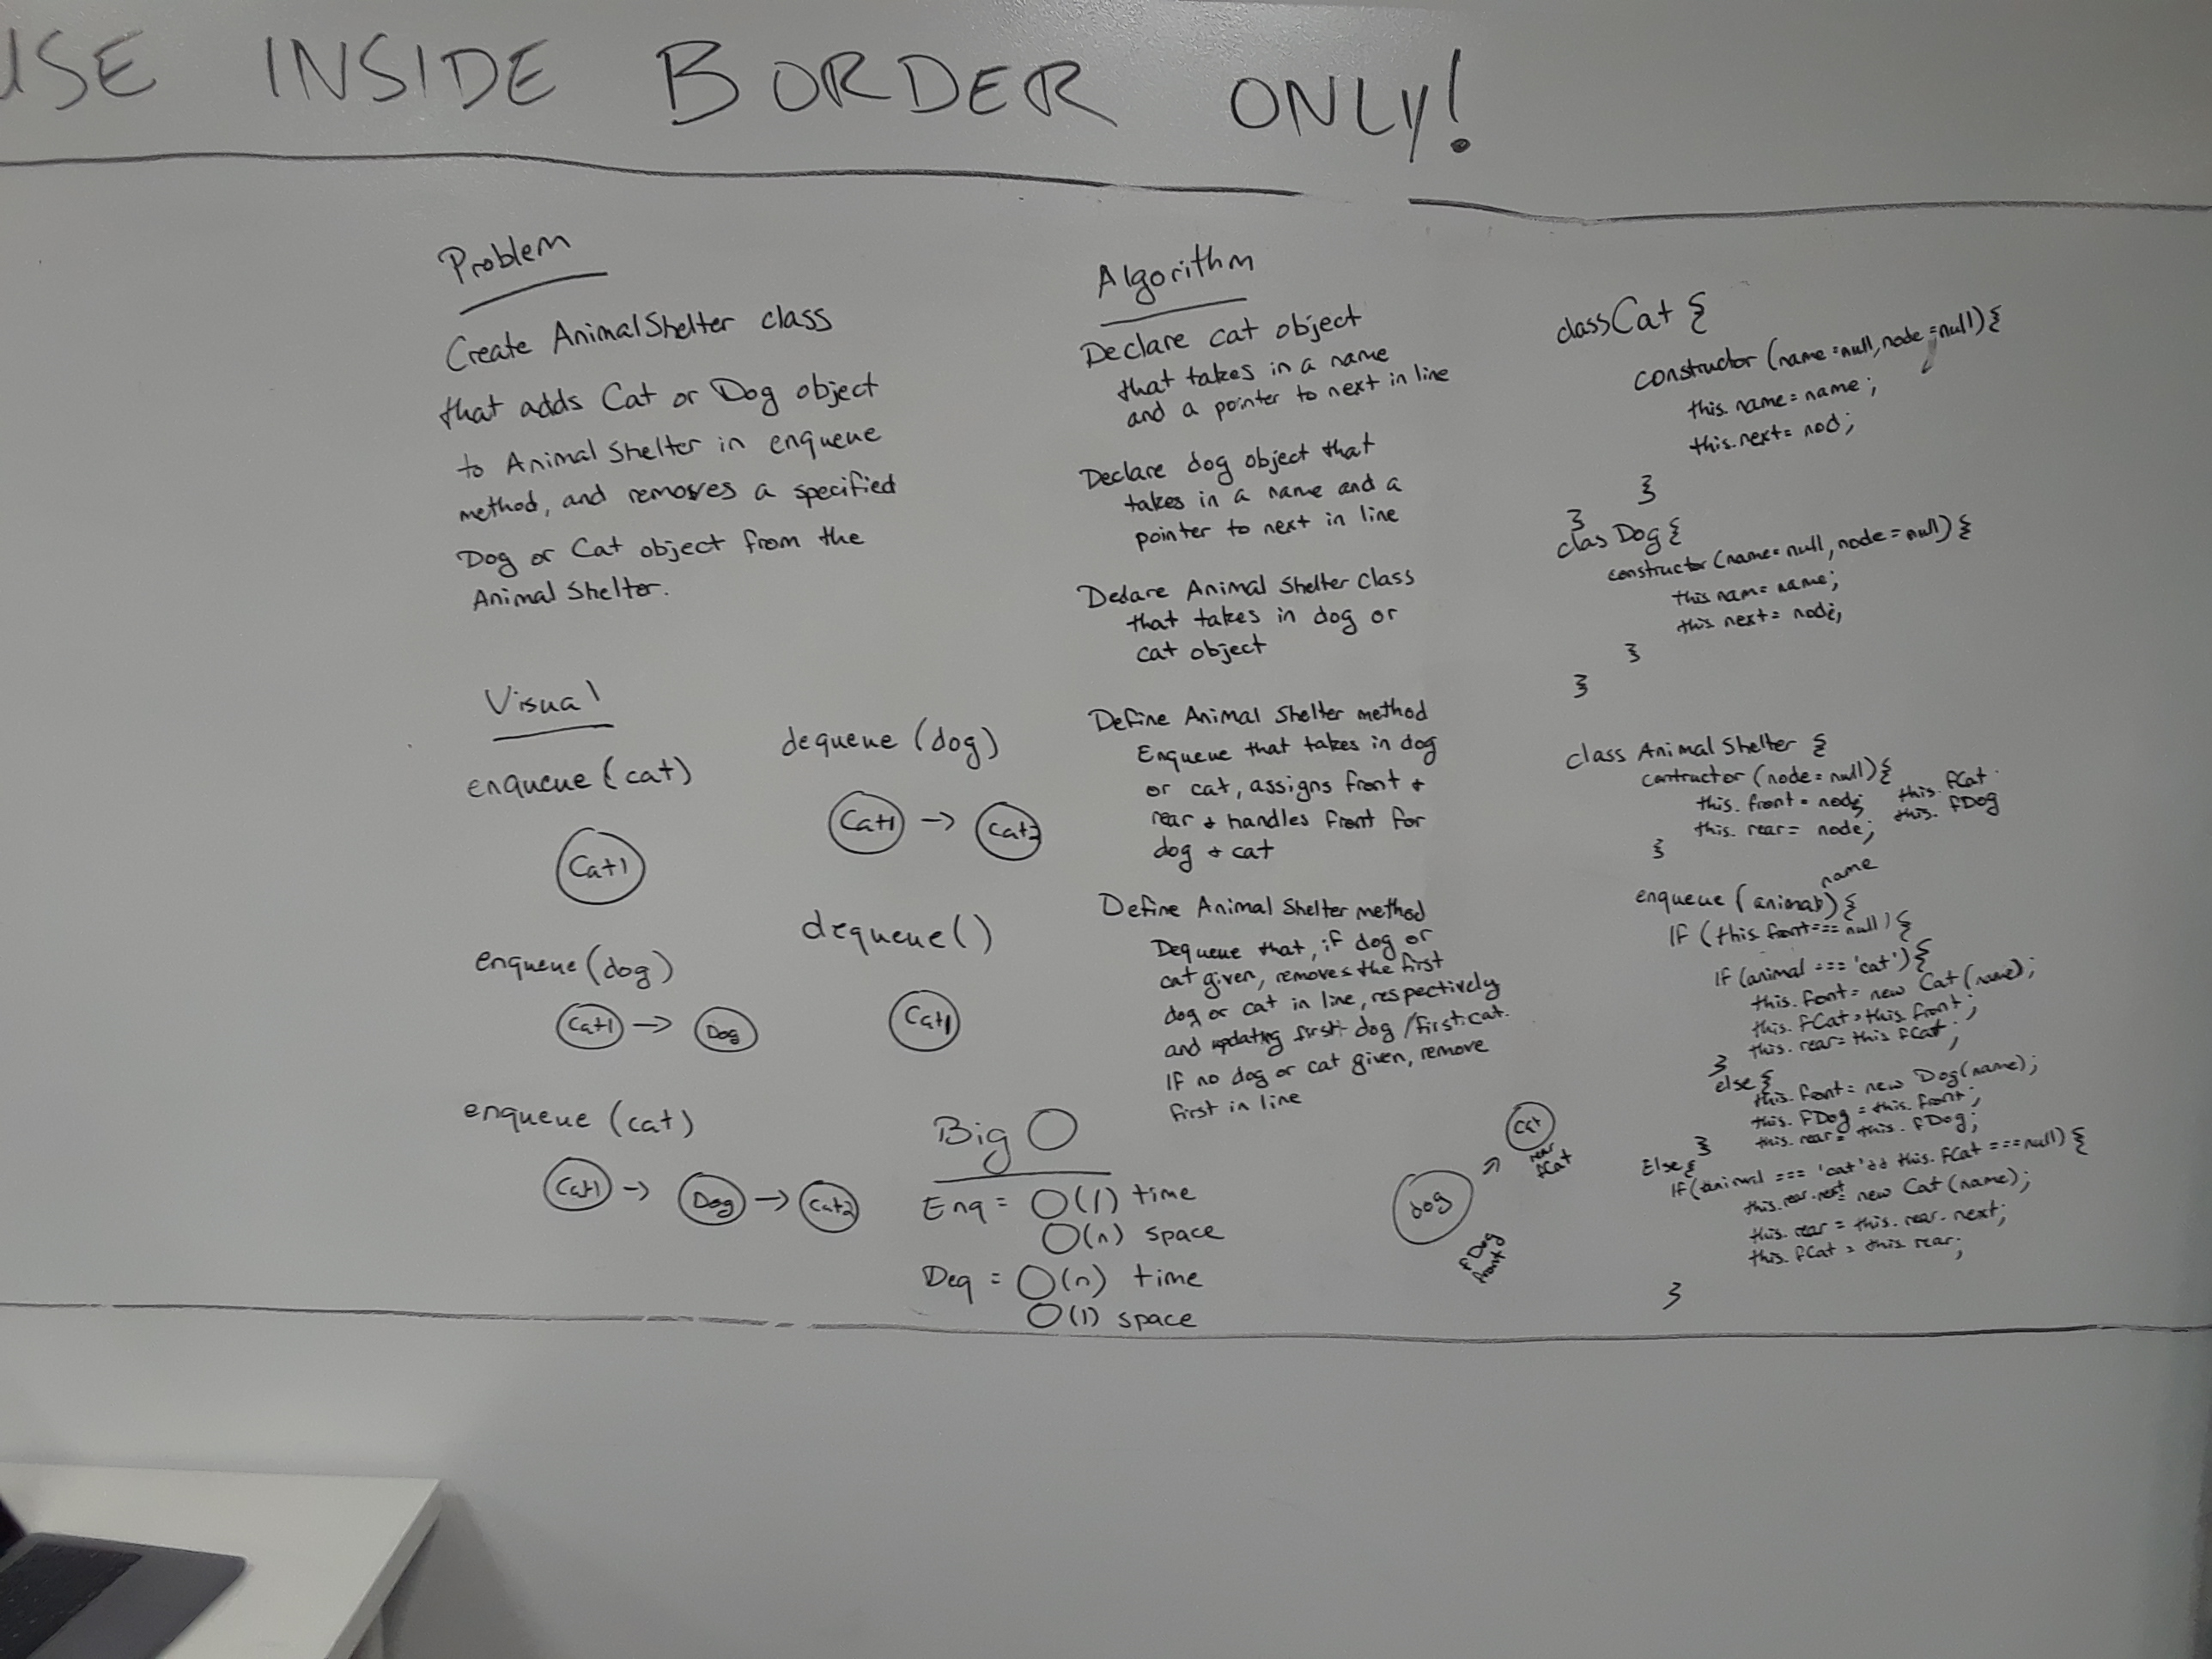 USE INSIDE BORDER ONLY!
Problem
Create AnimalShelter class
that adds Cat or Dog object
to Animal Shelter in enqueue
method, and removes a specified
Dog or Cat object from the
Animal Shelter.
Visual
enqueue (cat)
Cat1
enqueue (dog)
Cat1 → Dog
enqueue (cat)
Cat1 → Dog → Cat2
dequeue (dog)
Cat1 → Cat2
dequeue ()
Cat1
Big O
Enq = O(1) time
O(n) space
Deq = O(n) time
O(1) space
Algorithm
Declare cat object
that takes in a name
and a pointer to next in line
Declare dog object that
takes in a name and a
pointer to next in line
Declare Animal Shelter Class
that takes in dog or
cat object
Define Animal Shelter method
Enqueue that takes in dog
or cat, assigns front +
rear + handles front for
dog + cat
Define Animal Shelter method
Dequeue that, if dog or
cat given, removes the first
dog or cat in line, respectively
and updating first dog / first cat.
IF no dog or cat given, remove
first in line
dog → cat
rear
fCat
fDog
front
class Cat {
constructor (name=null, node=null) {
this.name = name;
this.next = nod;
}
}
clas Dog {
constructor (name=null, node=null) {
this nam = name;
this next = node;
}
}
class Animal Shelter {
contructor (node = null) {
this. front = node; this. fCat
this. rear = node; this. fDog
}
enqueue (animal, name) {
If (this. front === null) {
If (animal === 'cat') {
this. font = new Cat (name);
this. fCat = this. front;
this. rear = this fCat;
}
else {
this. font = new Dog (name);
this. fDog = this. front;
this. rear = this. fDog;
}
Else {
If (animal === 'cat' && this. fCat === null) {
this. rear. next = new Cat (name);
this. rear = this. rear. next;
this. fCat = this. rear;
}